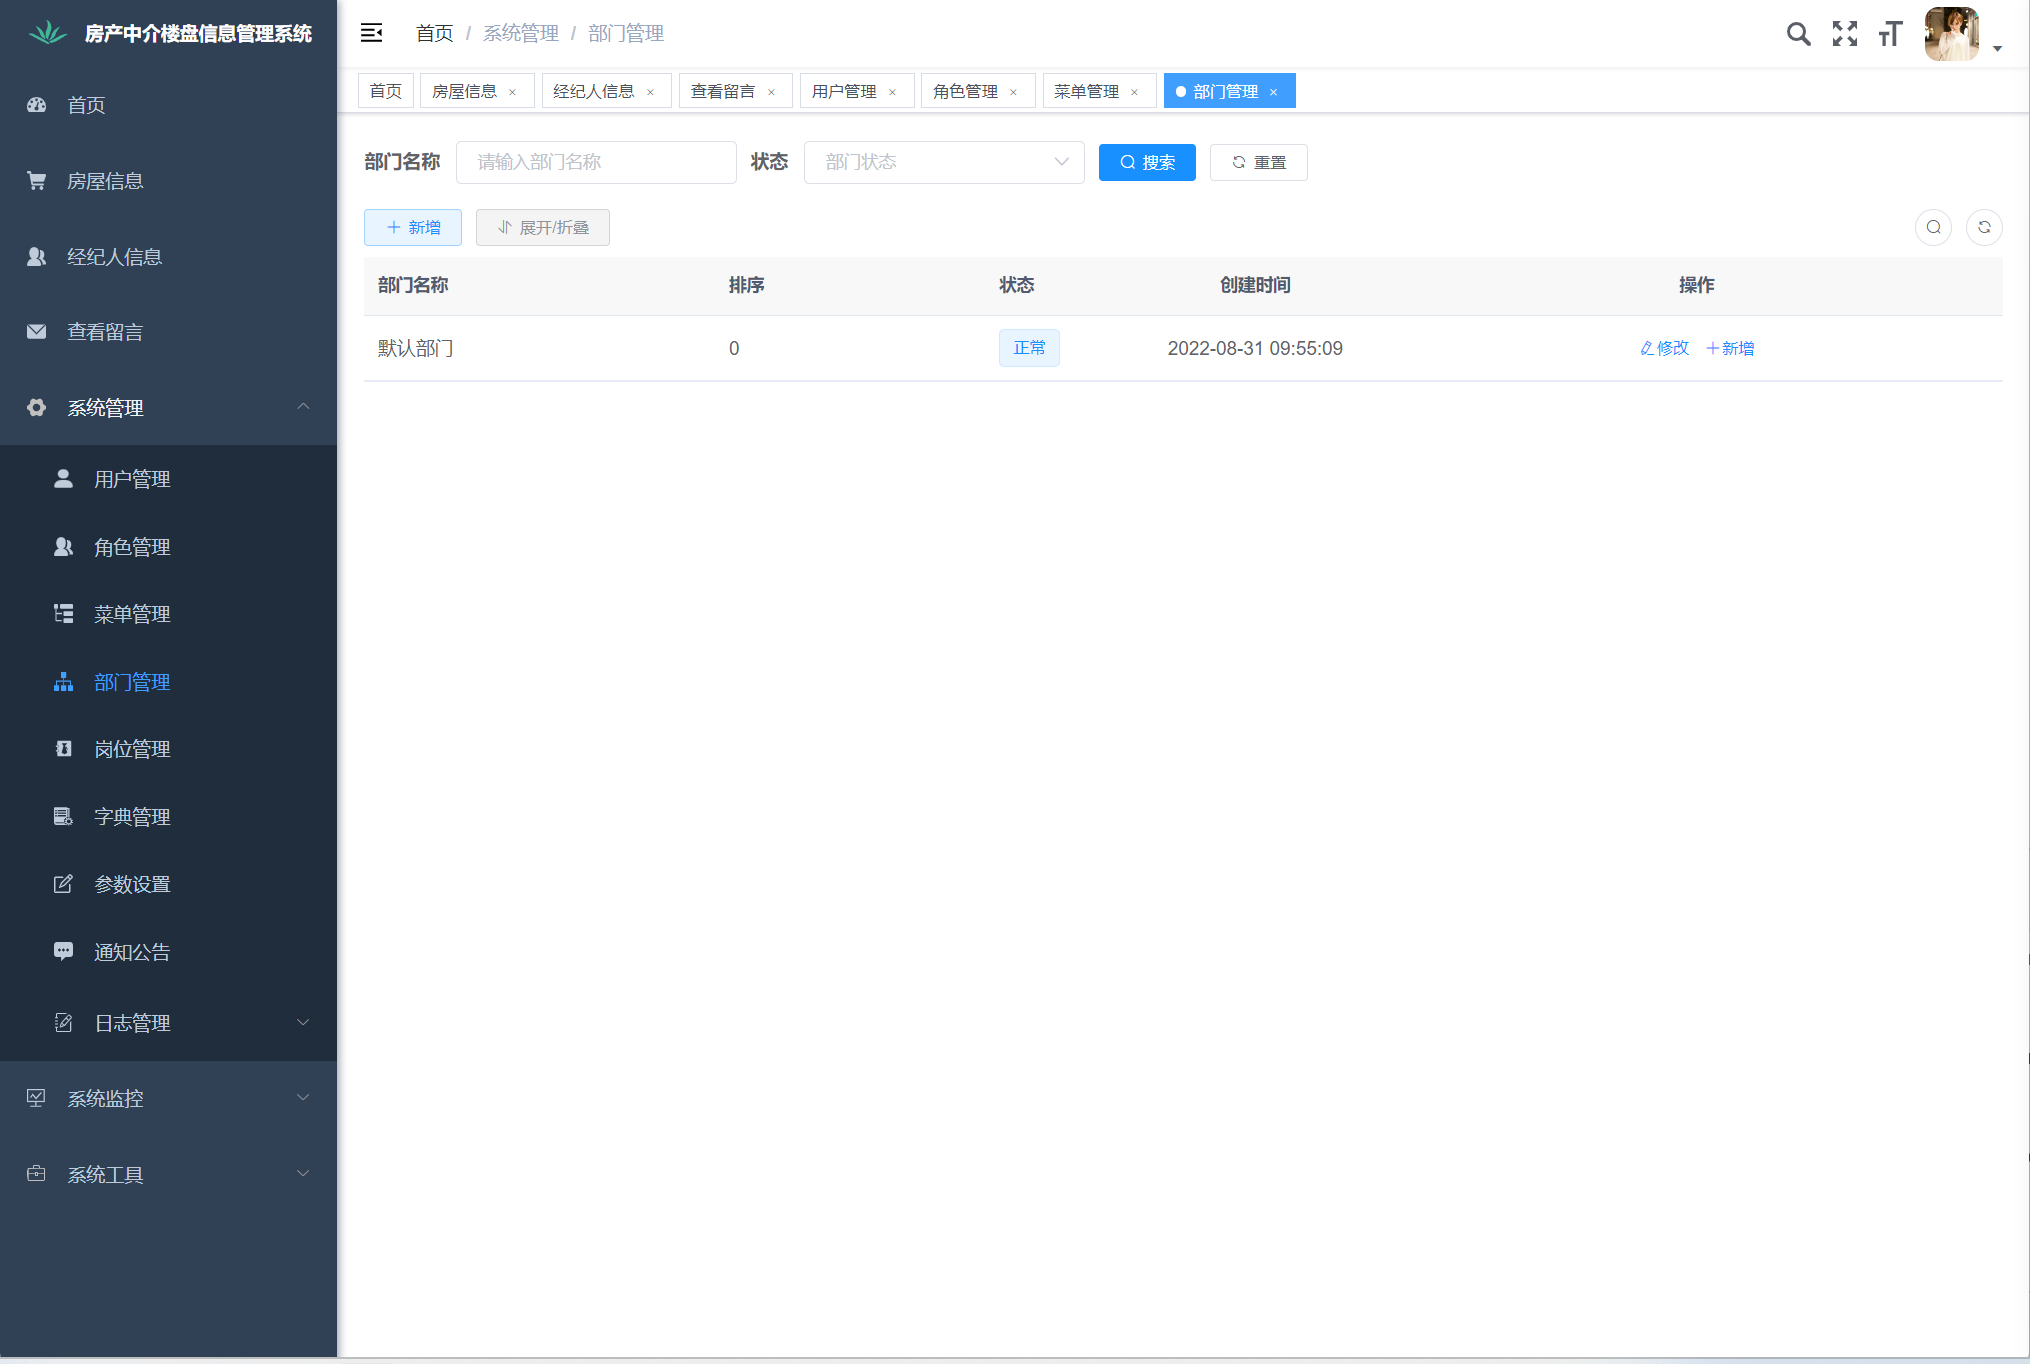 房产中介楼盘信息管理系统
首页
房屋信息
经纪人信息
查看留言
系统管理
用户管理
角色管理
菜单管理
部门管理
岗位管理
字典管理
参数设置
通知公告
日志管理
系统监控
系统工具
首页 / 系统管理 / 部门管理
首页 房屋信息 × 经纪人信息 × 查看留言 × 用户管理 × 角色管理 × 菜单管理 × 部门管理 ×
部门名称 请输入部门名称 状态 部门状态 搜索 重置
新增 展开/折叠
部门名称 排序 状态 创建时间 操作
默认部门 0 正常 2022-08-31 09:55:09 修改 新增